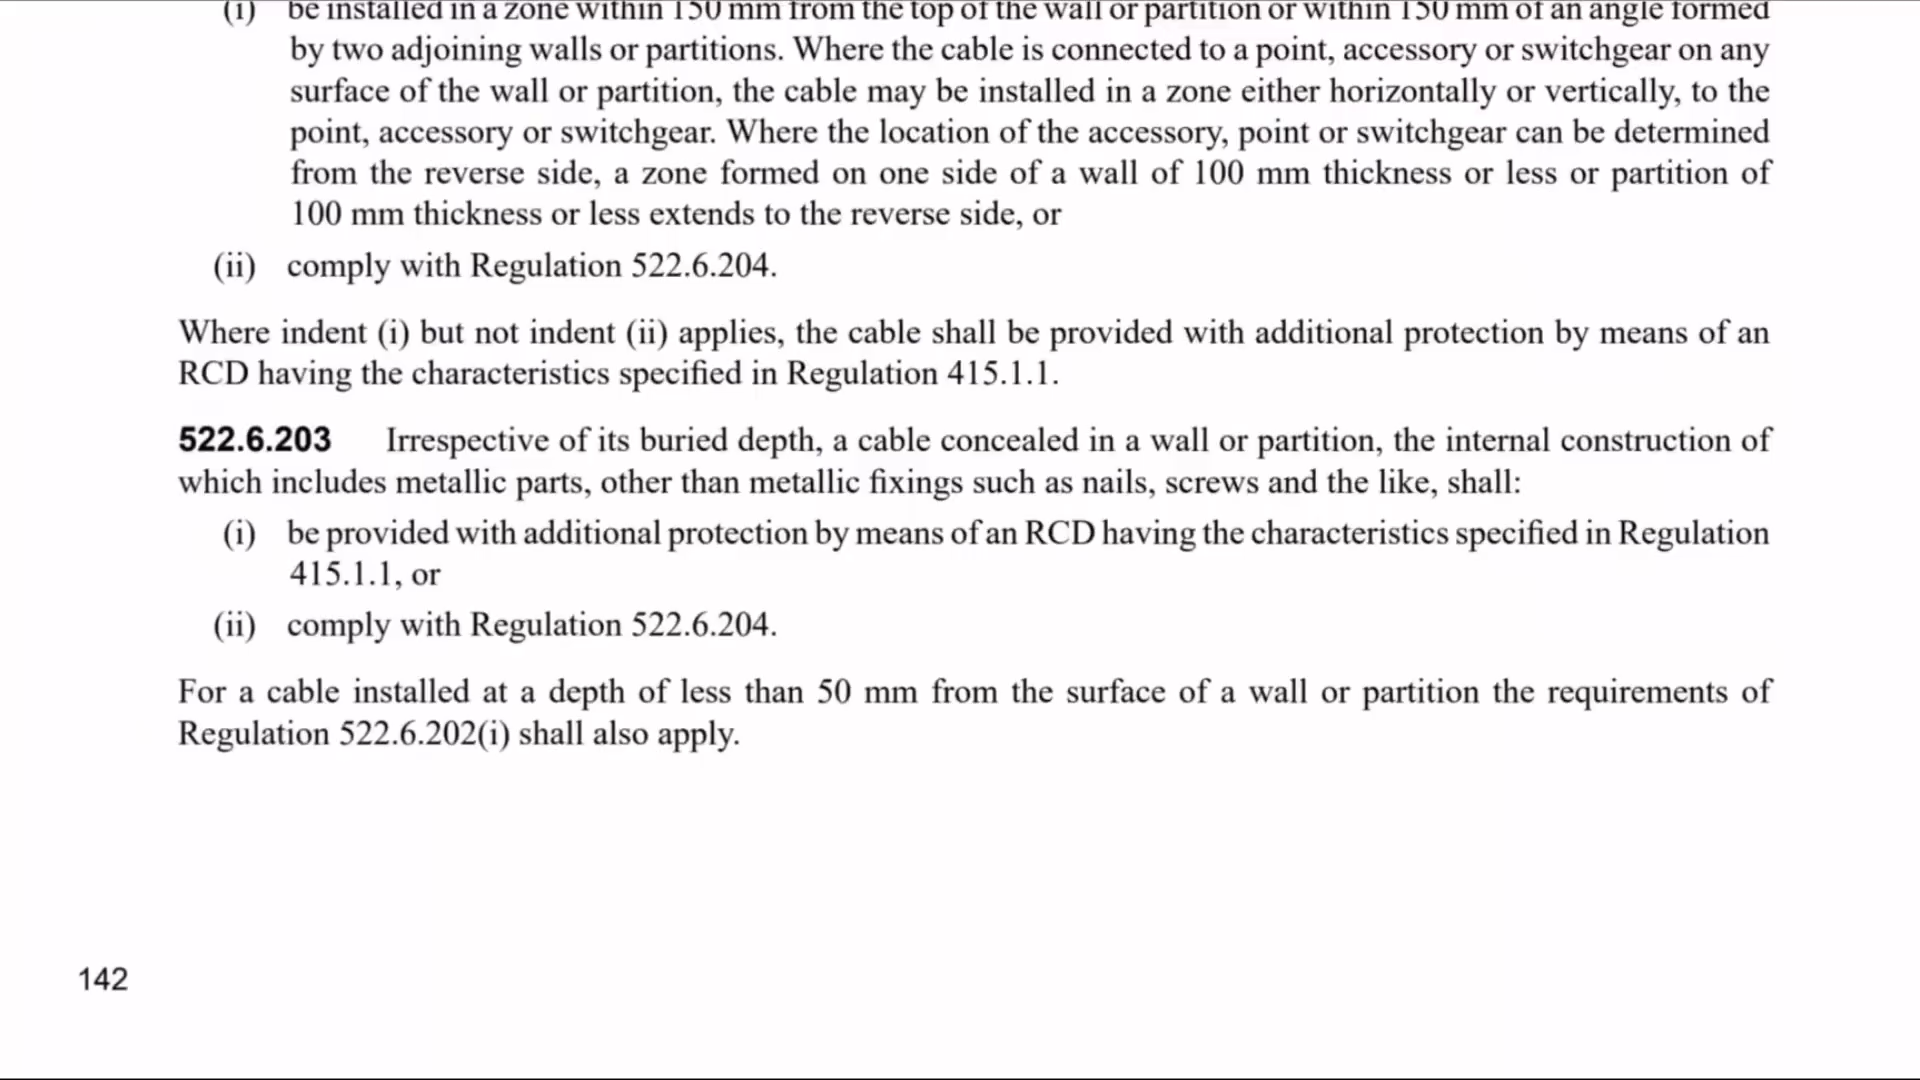 (i) be installed in a zone within 150 mm from the top of the wall or partition or within 150 mm of an angle formed
by two adjoining walls or partitions. Where the cable is connected to a point, accessory or switchgear on any
surface of the wall or partition, the cable may be installed in a zone either horizontally or vertically, to the
point, accessory or switchgear. Where the location of the accessory, point or switchgear can be determined
from the reverse side, a zone formed on one side of a wall of 100 mm thickness or less or partition of
100 mm thickness or less extends to the reverse side, or
(ii) comply with Regulation 522.6.204.
Where indent (i) but not indent (ii) applies, the cable shall be provided with additional protection by means of an
RCD having the characteristics specified in Regulation 415.1.1.
522.6.203 Irrespective of its buried depth, a cable concealed in a wall or partition, the internal construction of
which includes metallic parts, other than metallic fixings such as nails, screws and the like, shall:
(i) be provided with additional protection by means of an RCD having the characteristics specified in Regulation
415.1.1, or
(ii) comply with Regulation 522.6.204.
For a cable installed at a depth of less than 50 mm from the surface of a wall or partition the requirements of
Regulation 522.6.202(i) shall also apply.
142